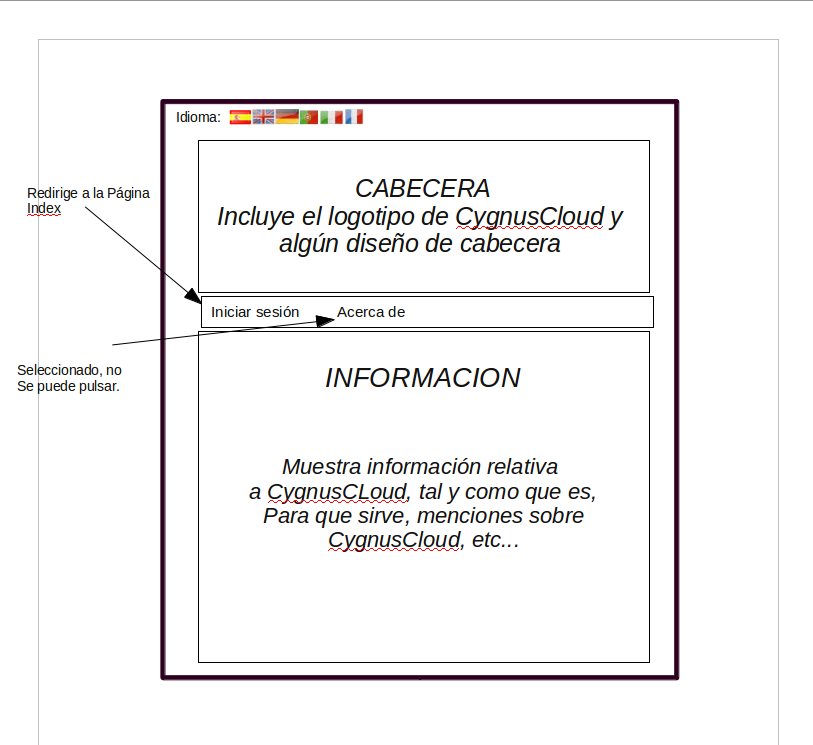 Idioma:
CABECERA
Incluye el logotipo de CygnusCloud y
algún diseño de cabecera
Redirige a la Página
Index
Iniciar sesión Acerca de
Seleccionado, no
Se puede pulsar.
INFORMACION
Muestra información relativa
a CygnusCLoud, tal y como que es,
Para que sirve, menciones sobre
CygnusCloud, etc...